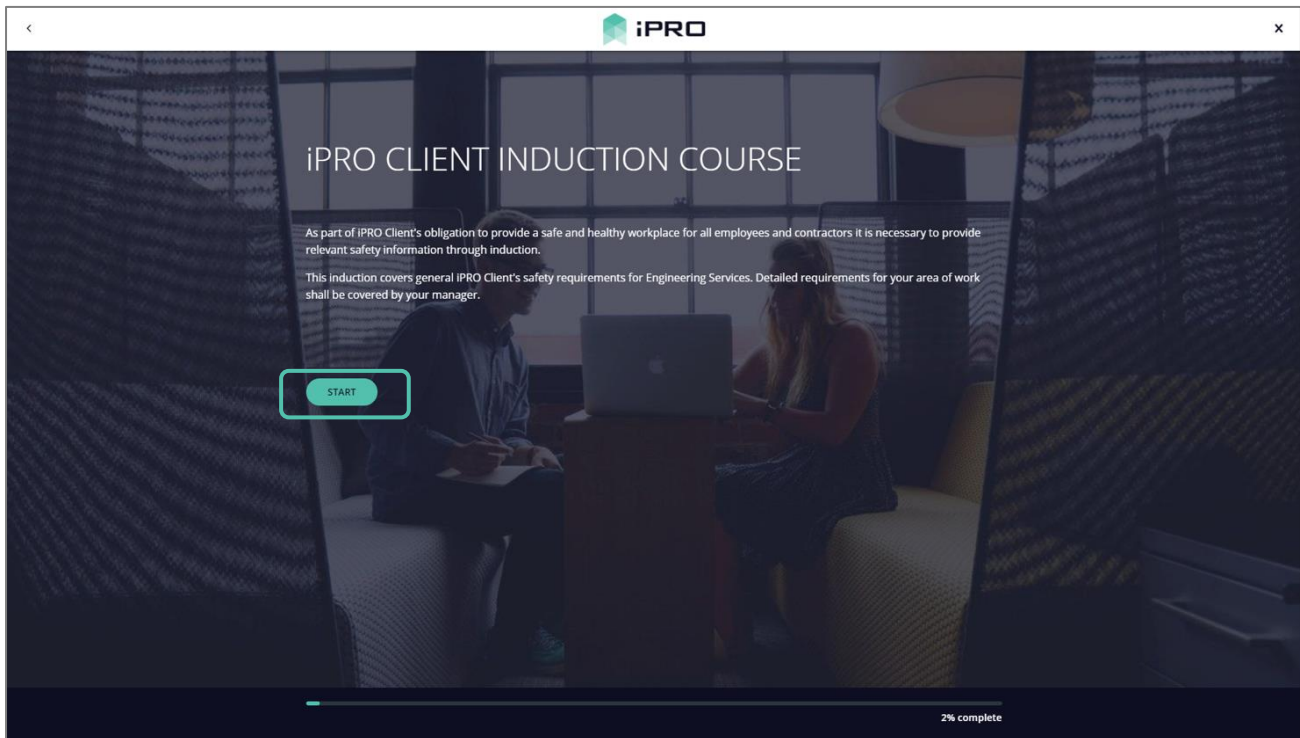 iPRO
iPRO CLIENT INDUCTION COURSE
As part of iPRO Client's obligation to provide a safe and healthy workplace for all employees and contractors it is necessary to provide
relevant safety information through induction.
This induction covers general iPRO Client's safety requirements for Engineering Services. Detailed requirements for your area of work
shall be covered by your manager.
START
2% complete